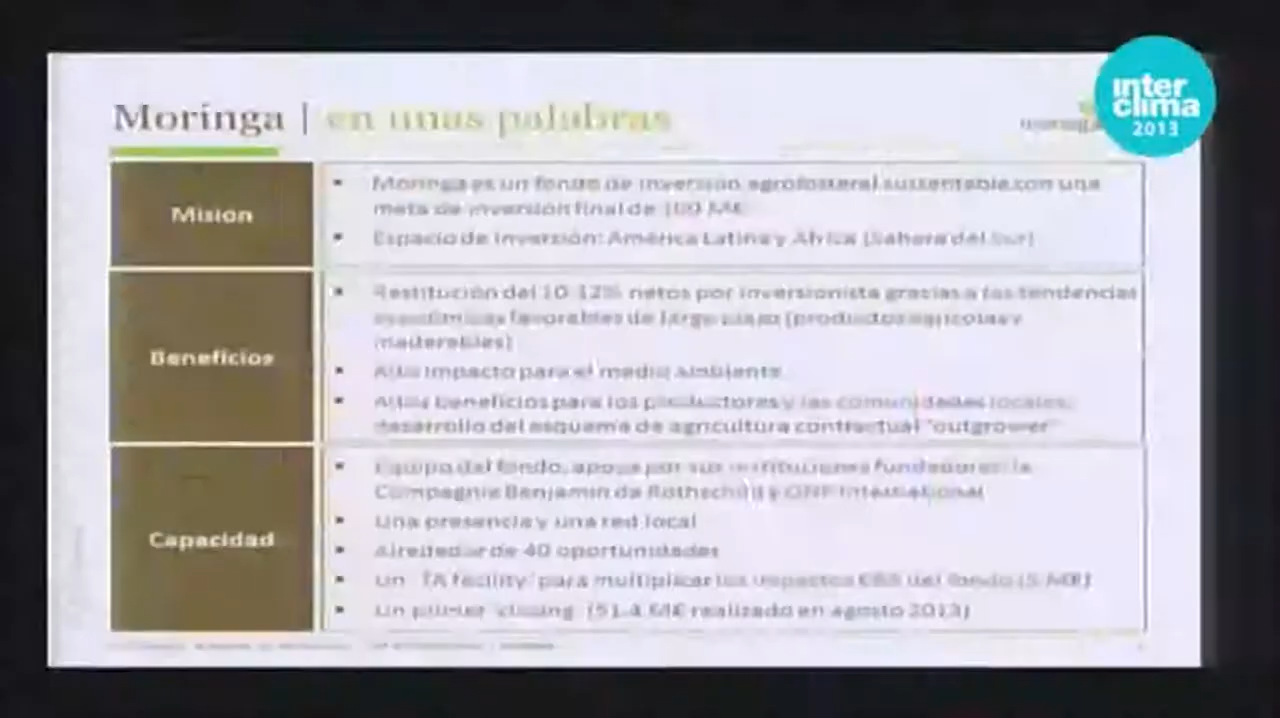 inter
clima
2013
Moringa | en unas palabras
Misión
Moringa es un fondo de inversión agroforestal sustentable con una
meta de inversión final de 100 M€
Espacio de Inversión: América Latina y África (Sahara del Sur)
Beneficios
Restitución del 10-12% netos por inversionista gracias a las tendencias
económicas favorables de largo plazo (productos agrícolas y
maderables)
Alto impacto para el medio ambiente
Altos beneficios para los productores y las comunidades locales:
desarrollo del esquema de agricultura contractual "outgrower"
Capacidad
Equipo del fondo, apoya por sus instituciones fundadores: la
Compagnie Benjamin de Rothschild y ONF International
Una presencia y una red local
Alrededor de 40 oportunidades
Un "TA facility" para multiplicar los impactos de del fondo (5 M€)
Un primer "closing" (51.4 M€ realizado en agosto 2013)